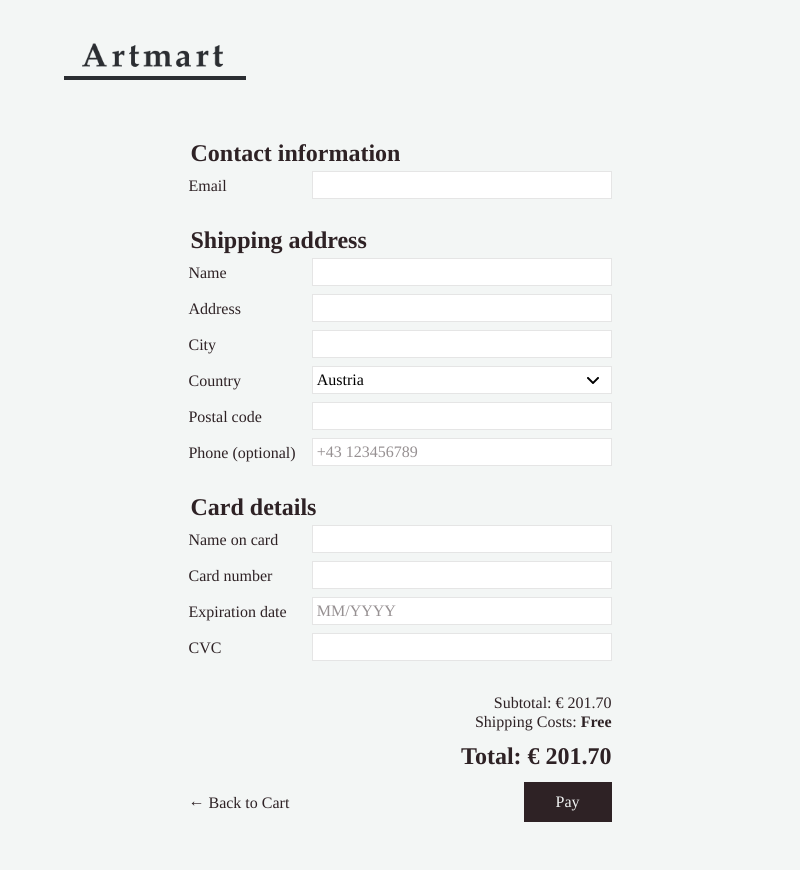 Artmart
Contact information
Email
Shipping address
Name
Address
City
Country Austria
Postal code
Phone (optional) +43 123456789
Card details
Name on card
Card number
Expiration date MM/YYYY
CVC
Subtotal: € 201.70
Shipping Costs: Free
Total: € 201.70
← Back to Cart Pay